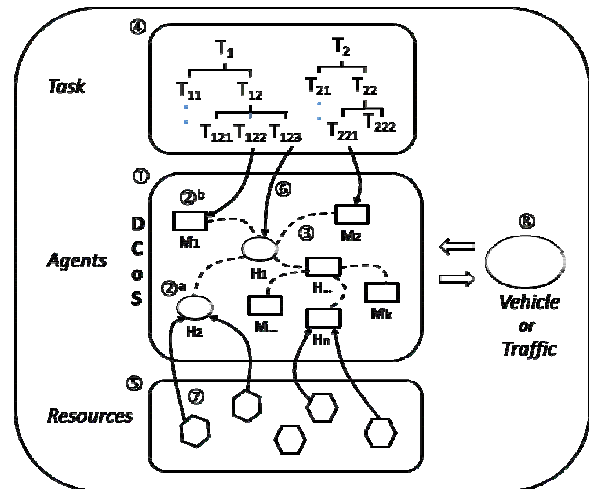 ④
T1 T2
Task
T11 T12 T21 T22
T121 T122 T123 T221 T222
①
②b ⑥
DCoS
M1 ③ M2
Agents
H1
H...
②a
H2 M... Hn Mk
⑧
Vehicle
or
Traffic
⑤
⑦
Resources